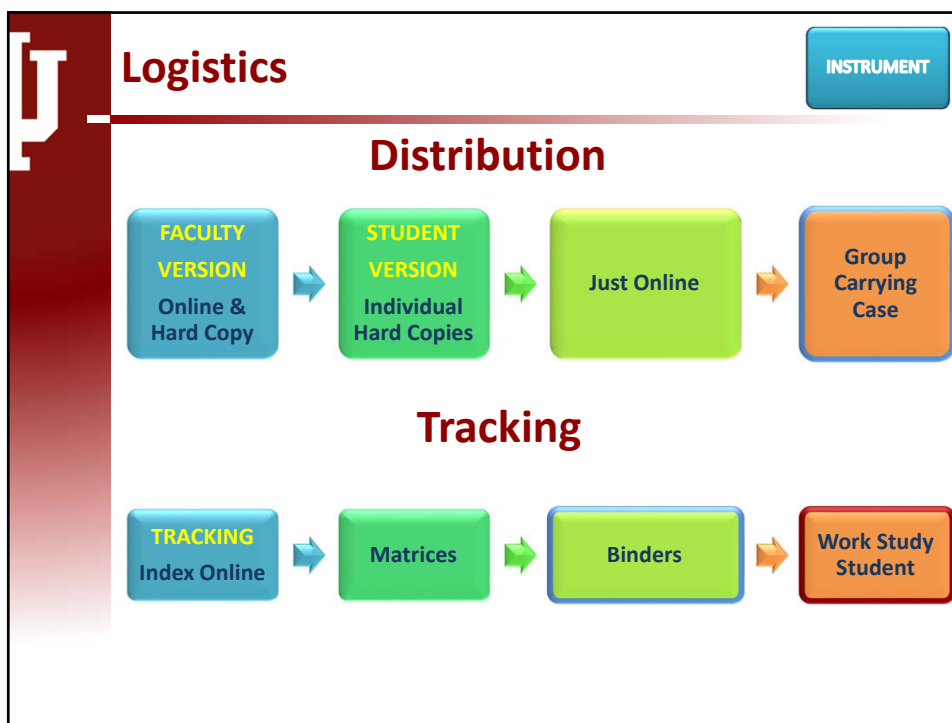 Logistics
INSTRUMENT
Distribution
FACULTY
VERSION
Online &
Hard Copy
STUDENT
VERSION
Individual
Hard Copies
Just Online
Group
Carrying
Case
Tracking
TRACKING
Index Online
Matrices
Binders
Work Study
Student